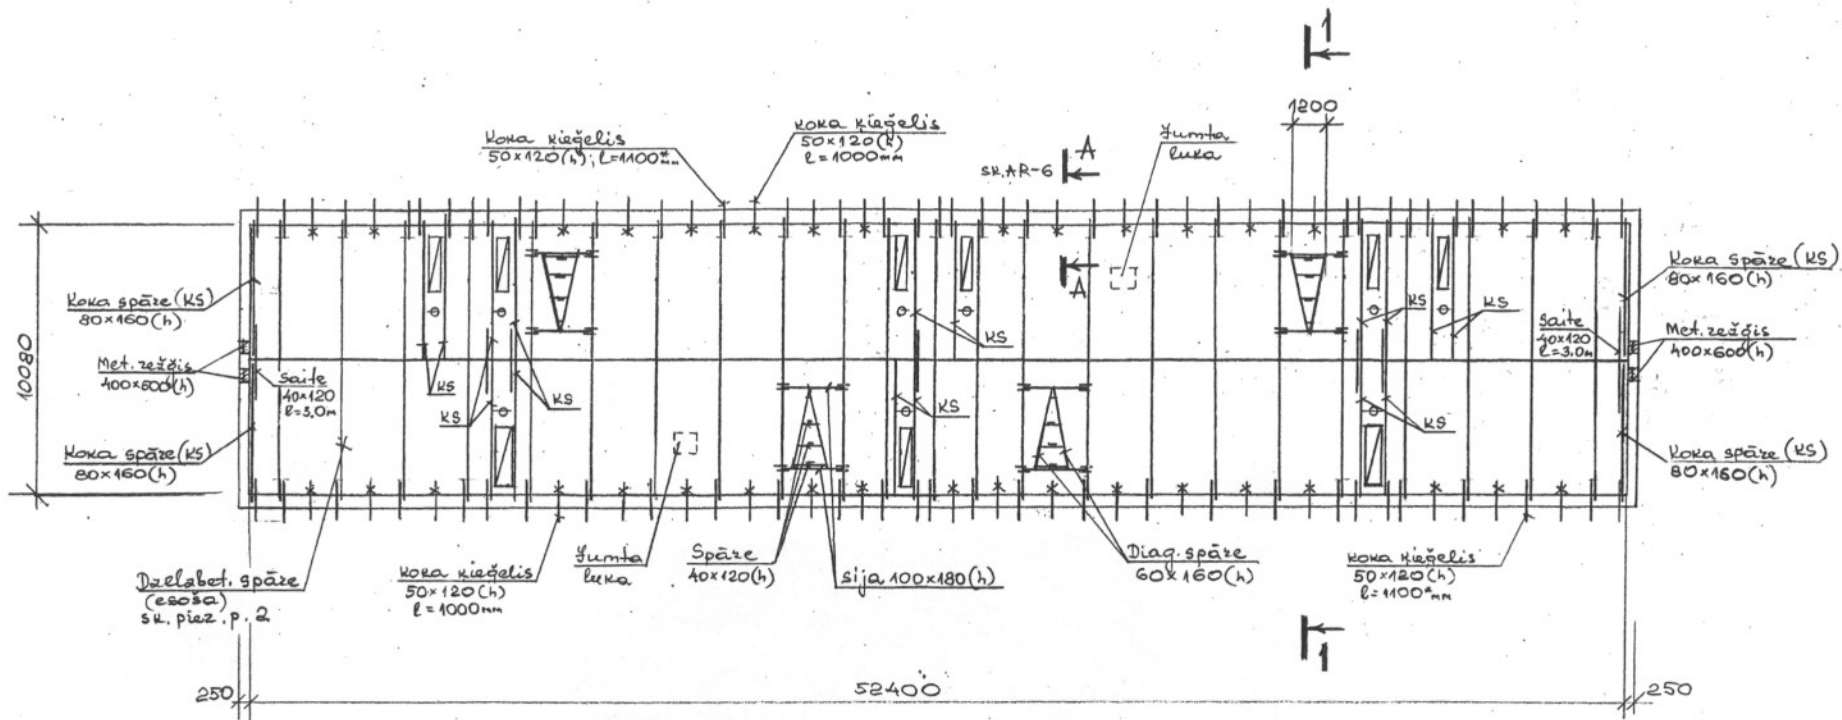 1
1200
Koka ķieģelis
50×120(h); l=1100*mm
Koka ķieģelis
50×120(h)
l=1000mm
sk.AR-6
A
Jumta
luka
A
10080
Koka spāre (KS)
80×160(h)
Met. režģis
400×600(h)
Saite
40×120
l=3,0m
Koka spāre (KS)
80×160(h)
KS
KS
KS
KS
KS
KS
KS
KS
Saite
40×120
l=3.0m
Koka spāre (KS)
80×160(h)
Met. režģis
400×600(h)
Koka spāre (KS)
80×160(h)
Dzelzbet. spāre
(esoša)
sk. piez. p. 2
Koka ķieģelis
50×120(h)
l=1000mm
Jumta
luka
Spāre
40×120(h)
sija 100×180(h)
Diag. spāre
60×160(h)
Koka ķieģelis
50×120(h)
l=1100*mm
1
250
52400
250